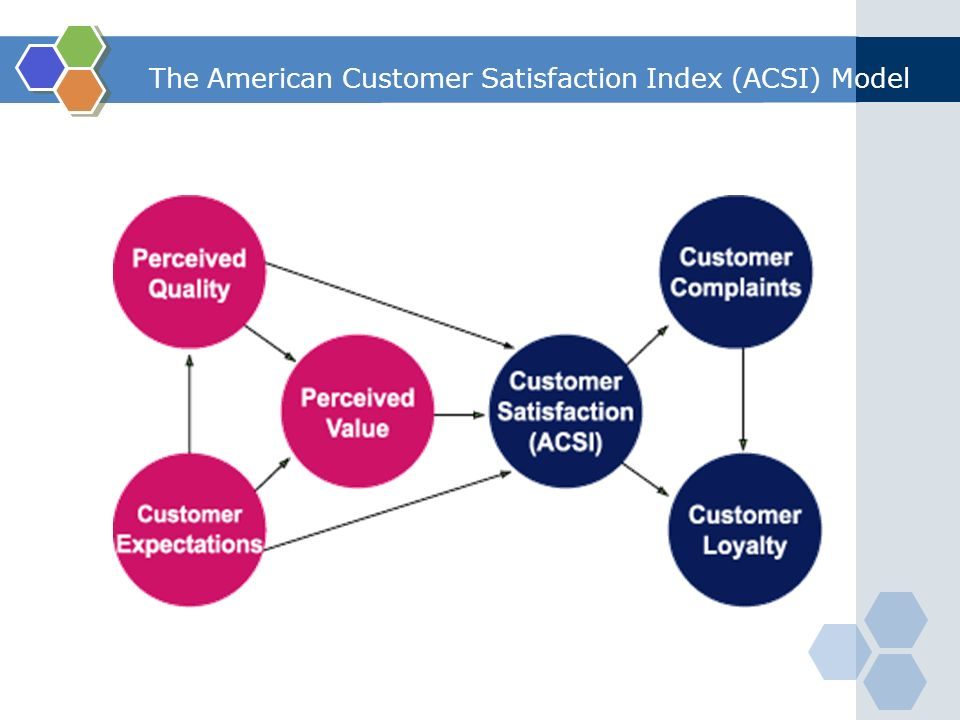 The American Customer Satisfaction Index (ACSI) Model
Perceived
Quality
Customer
Complaints
Perceived
Value
Customer
Satisfaction
(ACSI)
Customer
Expectations
Customer
Loyalty